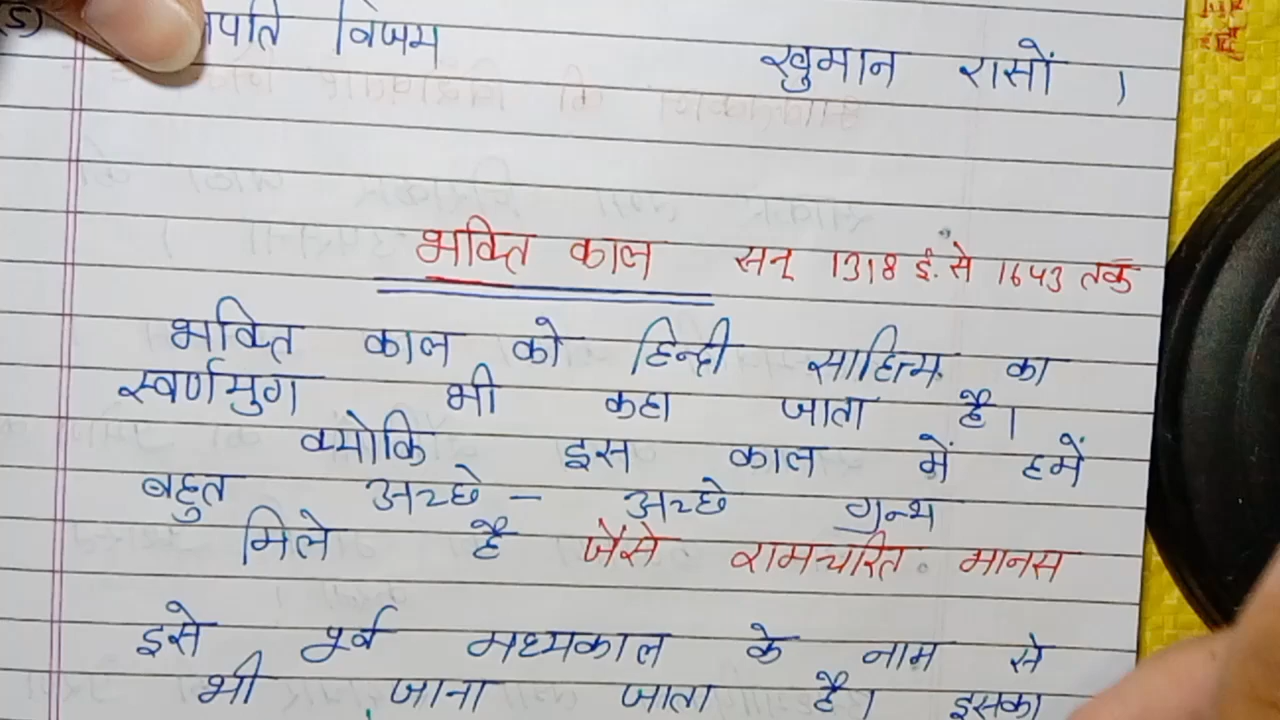 विजय खुमान रासों ।
भक्ति काल सन् 1318 ई. से 1643 तक
भक्ति काल को हिन्दी साहित्य का
स्वर्णयुग भी कहा जाता है।
क्योकि इस काल में हमें
बहुत अच्छे - अच्छे ग्रन्थ
मिले है जैसे रामचरित मानस
इसे पूर्व मध्यकाल के नाम से
भी जाना जाता है। इसका